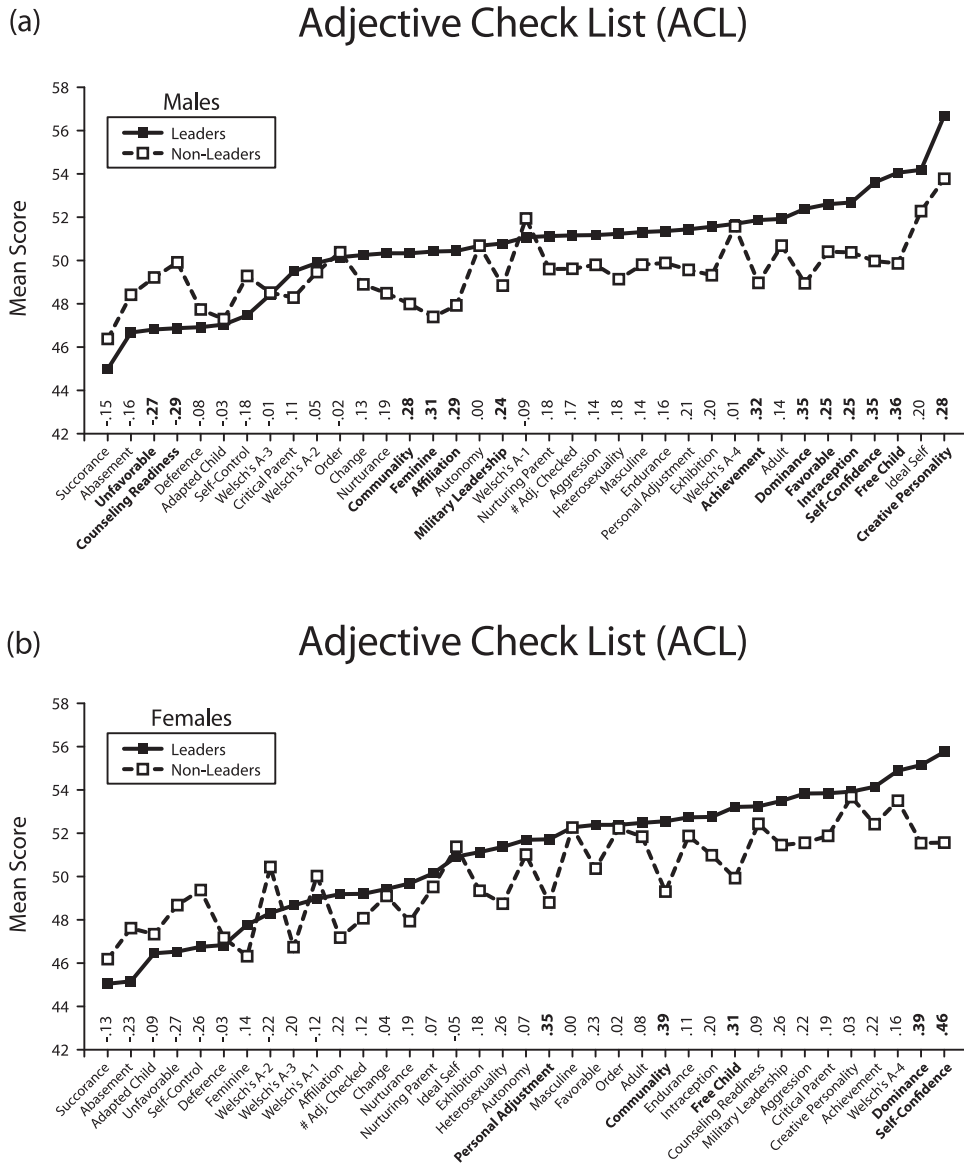 (a)
Adjective Check List (ACL)
Males
Leaders
Non-Leaders
Mean Score
58
56
54
52
50
48
46
44
42
-.15
-.16
-.27
-.29
-.08
-.03
-.18
-.01
.11
.05
-.02
.13
.19
.28
.31
.29
.00
.24
-.09
.18
.17
.14
.18
.14
.16
.21
.20
.01
.32
.14
.35
.25
.25
.35
.36
.20
.28
Succorance
Abasement
Unfavorable
Counseling Readiness
Deference
Adapted Child
Self-Control
Welsch's A-3
Critical Parent
Welsch's A-2
Order
Change
Nurturance
Communality
Feminine
Affiliation
Autonomy
Military Leadership
Welsch's A-1
Nurturing Parent
# Adj. Checked
Aggression
Heterosexuality
Masculine
Endurance
Personal Adjustment
Exhibition
Welsch's A-4
Achievement
Adult
Dominance
Favorable
Intraception
Self-Confidence
Free Child
Ideal Self
Creative Personality
(b)
Adjective Check List (ACL)
Females
Leaders
Non-Leaders
Mean Score
58
56
54
52
50
48
46
44
42
-.13
-.23
-.09
-.27
-.26
-.03
.14
-.22
.20
-.12
.22
.12
.04
.19
.07
-.05
.18
.26
.07
.35
.00
.23
.02
.08
.39
.11
.20
.31
.09
.26
.22
.19
.03
.22
.16
.39
.46
Succorance
Abasement
Adapted Child
Unfavorable
Self-Control
Deference
Feminine
Welsch's A-2
Welsch's A-3
Welsch's A-1
Affiliation
# Adj. Checked
Change
Nurturance
Nurturing Parent
Ideal Self
Exhibition
Heterosexuality
Autonomy
Personal Adjustment
Masculine
Favorable
Order
Adult
Communality
Endurance
Intraception
Free Child
Counseling Readiness
Military Leadership
Aggression
Critical Parent
Creative Personality
Achievement
Welsch's A-4
Dominance
Self-Confidence